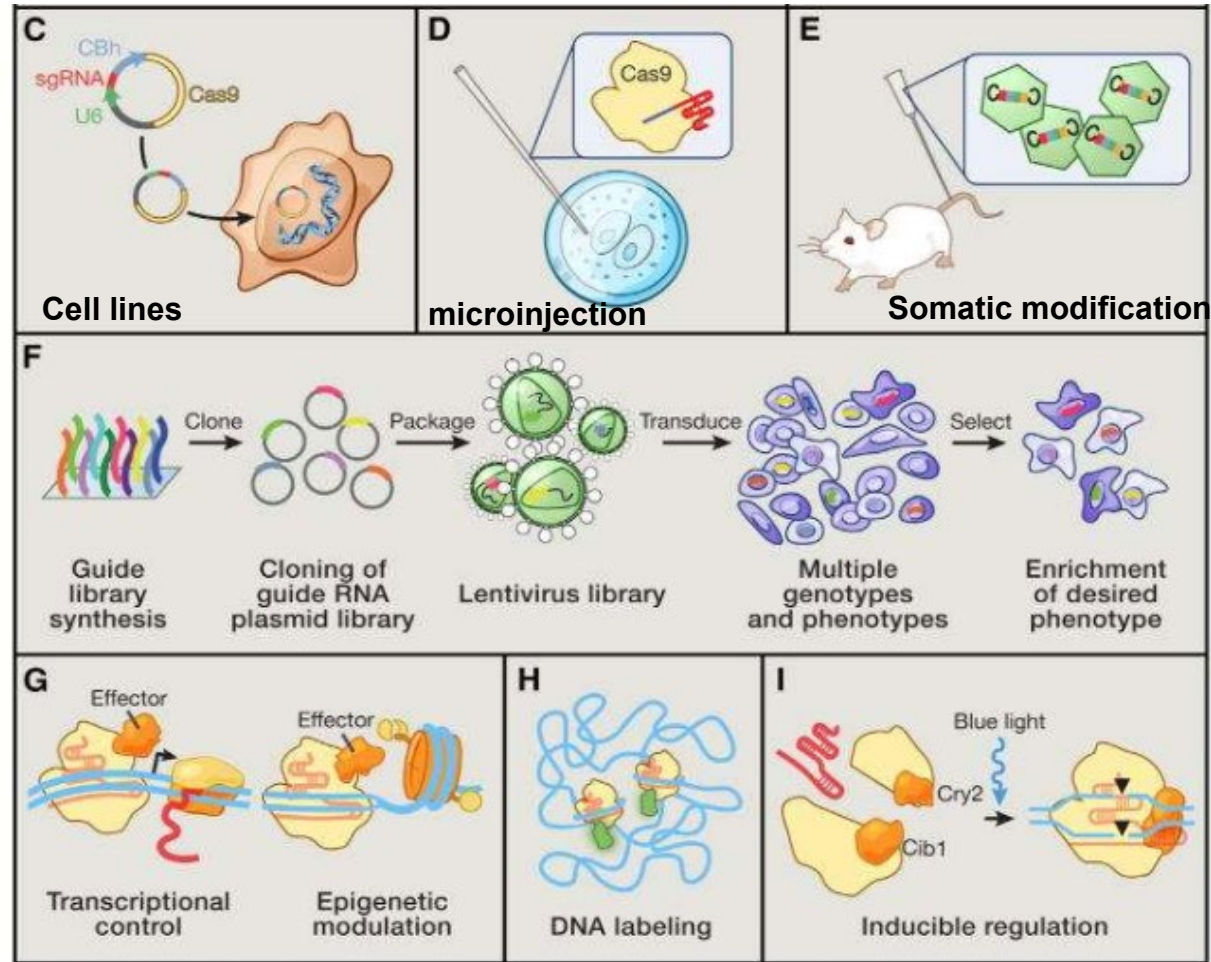 C
CBh
sgRNA
U6
Cas9
Cell lines
D
Cas9
microinjection
E
Somatic modification
F
Clone
Package
Transduce
Select
Guide
library
synthesis
Cloning of
guide RNA
plasmid library
Lentivirus library
Multiple
genotypes
and phenotypes
Enrichment
of desired
phenotype
G
Effector
Effector
Transcriptional
control
Epigenetic
modulation
H
DNA labeling
I
Blue light
Cry2
Cib1
Inducible regulation